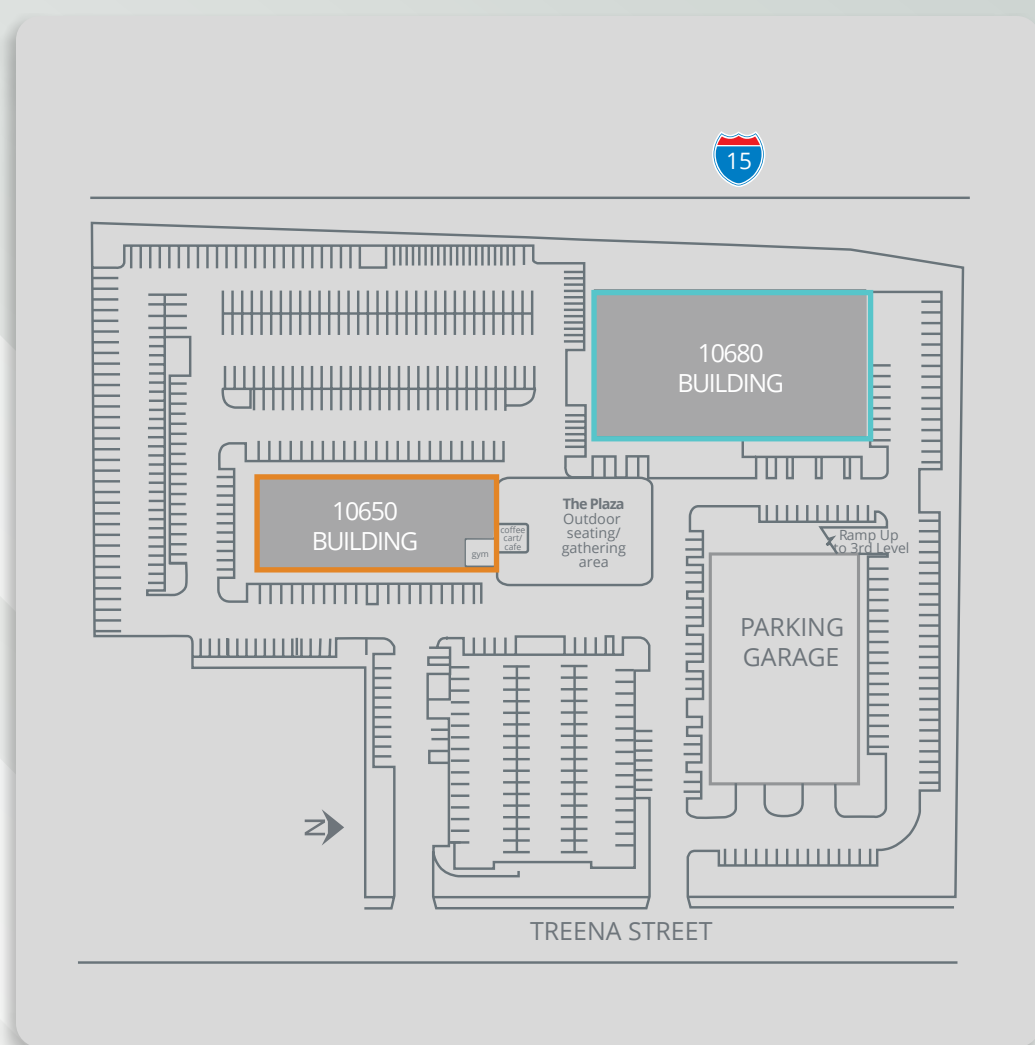 15
10680
BUILDING
10650
BUILDING
gym
coffee
cart/
cafe
The Plaza
Outdoor
seating/
gathering
area
Ramp Up
to 3rd Level
PARKING
GARAGE
N
TREENA STREET